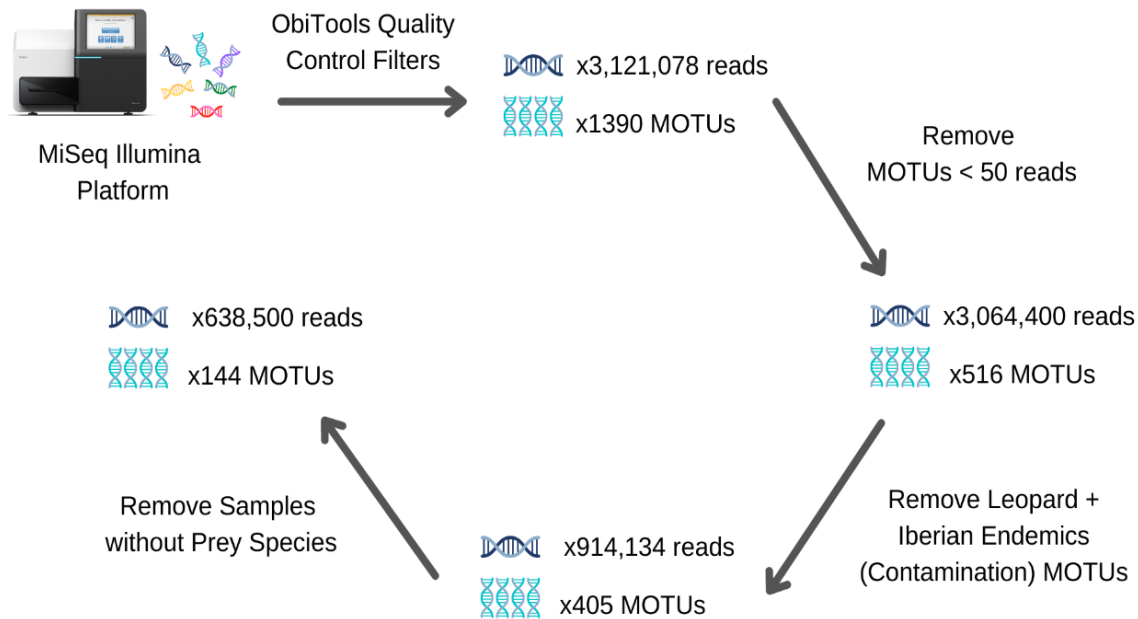 ObiTools Quality
Control Filters
MiSeq Illumina
Platform
x3,121,078 reads
x1390 MOTUs
Remove
MOTUs < 50 reads
x3,064,400 reads
x516 MOTUs
Remove Leopard +
Iberian Endemics
(Contamination) MOTUs
x914,134 reads
x405 MOTUs
Remove Samples
without Prey Species
x638,500 reads
x144 MOTUs